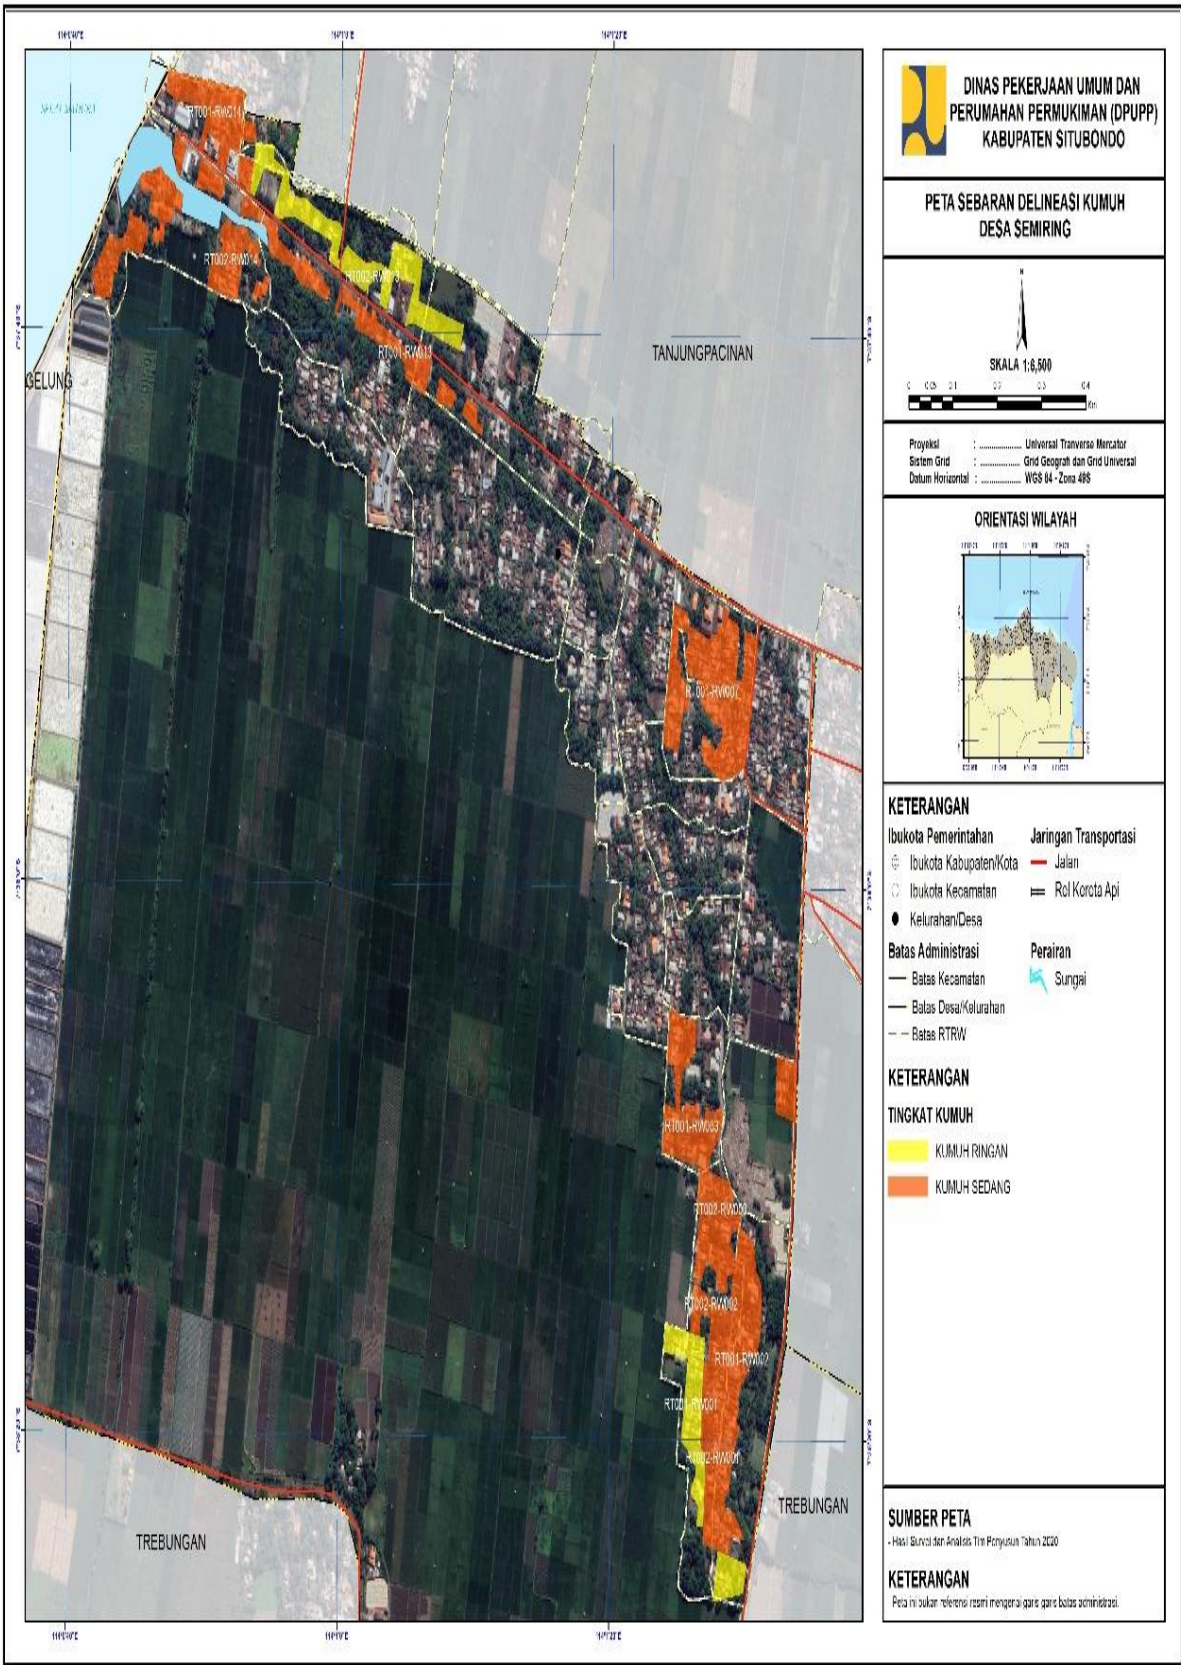 DINAS PEKERJAAN UMUM DAN
PERUMAHAN PERMUKIMAN (DPUPP)
KABUPATEN SITUBONDO
PETA SEBARAN DELINEASI KUMUH
DESA SEMIRING
SKALA 1:6,500
Km
Proyeksi : Universal Tranverse Mercator
Sistem Grid : Grid Geografi dan Grid Universal
Datum Horizontal : WGS 84 - Zona 49S
ORIENTASI WILAYAH
KETERANGAN
Ibukota Pemerintahan
Ibukota Kabupaten/Kota
Ibukota Kecamatan
Kelurahan/Desa
Jaringan Transportasi
Jalan
Rel Kereta Api
Batas Administrasi
Batas Kecamatan
Batas Desa/Kelurahan
Batas RTRW
Perairan
Sungai
KETERANGAN
TINGKAT KUMUH
KUMUH RINGAN
KUMUH SEDANG
SUMBER PETA
- Hasil Survei dan Analisis Tim Penyusun Tahun 2020
KETERANGAN
Peta ini bukan referensi resmi mengenai garis garis batas administrasi.
RT001-RW014
RT002-RW014
RT002-RW013
RT001-RW013
TANJUNGPACINAN
GELUNG
RT001-RW007
RT001-RW003
RT002-RW002
RT001-RW002
RT001-RW001
RT002-RW001
TREBUNGAN
TREBUNGAN